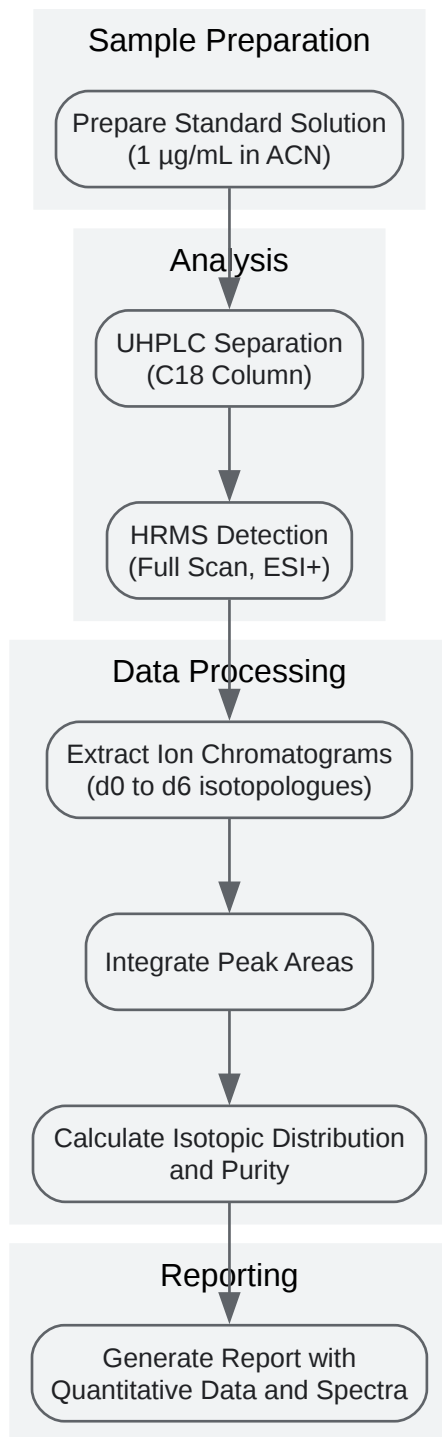 Sample Preparation
Prepare Standard Solution
(1 µg/mL in ACN)
Analysis
UHPLC Separation
(C18 Column)
HRMS Detection
(Full Scan, ESI+)
Data Processing
Extract Ion Chromatograms
(d0 to d6 isotopologues)
Integrate Peak Areas
Calculate Isotopic Distribution
and Purity
Reporting
Generate Report with
Quantitative Data and Spectra